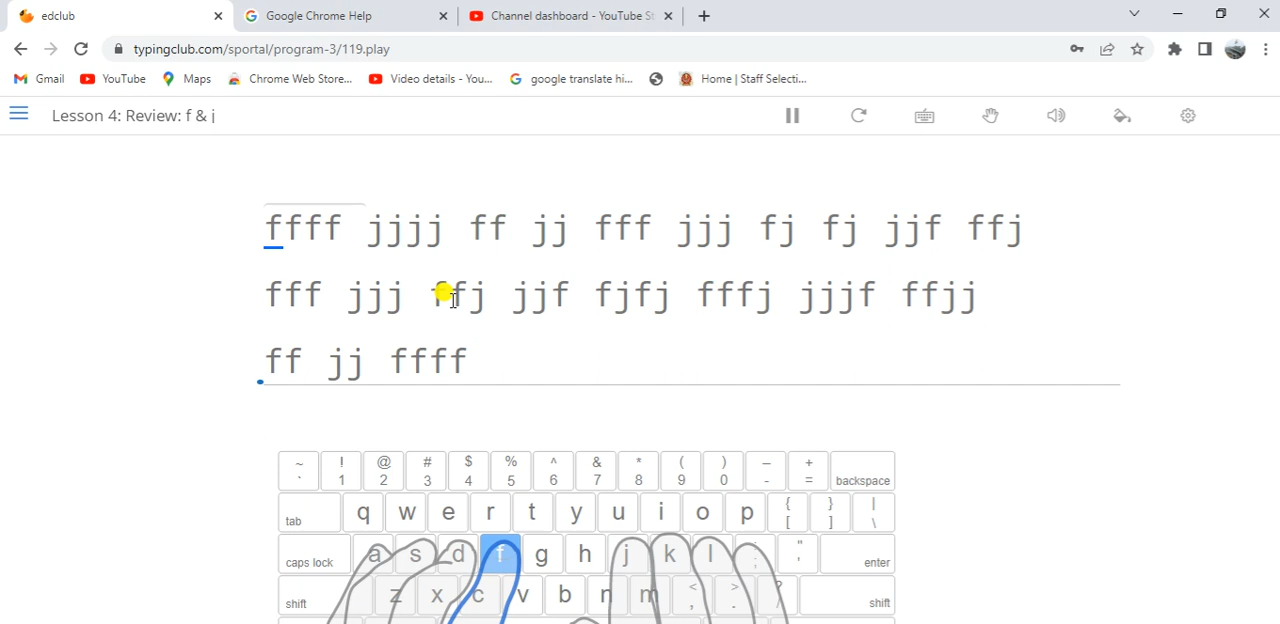 edclub
Google Chrome Help
Channel dashboard - YouTube St
typingclub.com/sportal/program-3/119.play
Gmail YouTube Maps Chrome Web Store... Video details - You... google translate hi... Home | Staff Selecti...
Lesson 4: Review: f & j
ffff jjjj ff jj fff jjj fj fj jjf ffj
fff jjj ffj jjf fjfj fffj jjjf ffjj
ff jj ffff
~ ! @ # $ % ^ & * ( ) _ +
` 1 2 3 4 5 6 7 8 9 0 - = backspace
tab q w e r t y u i o p { [ } ] | \
caps lock a s d f g h j k l : ; " ' enter
shift z x c v b n m < , > . ? / shift